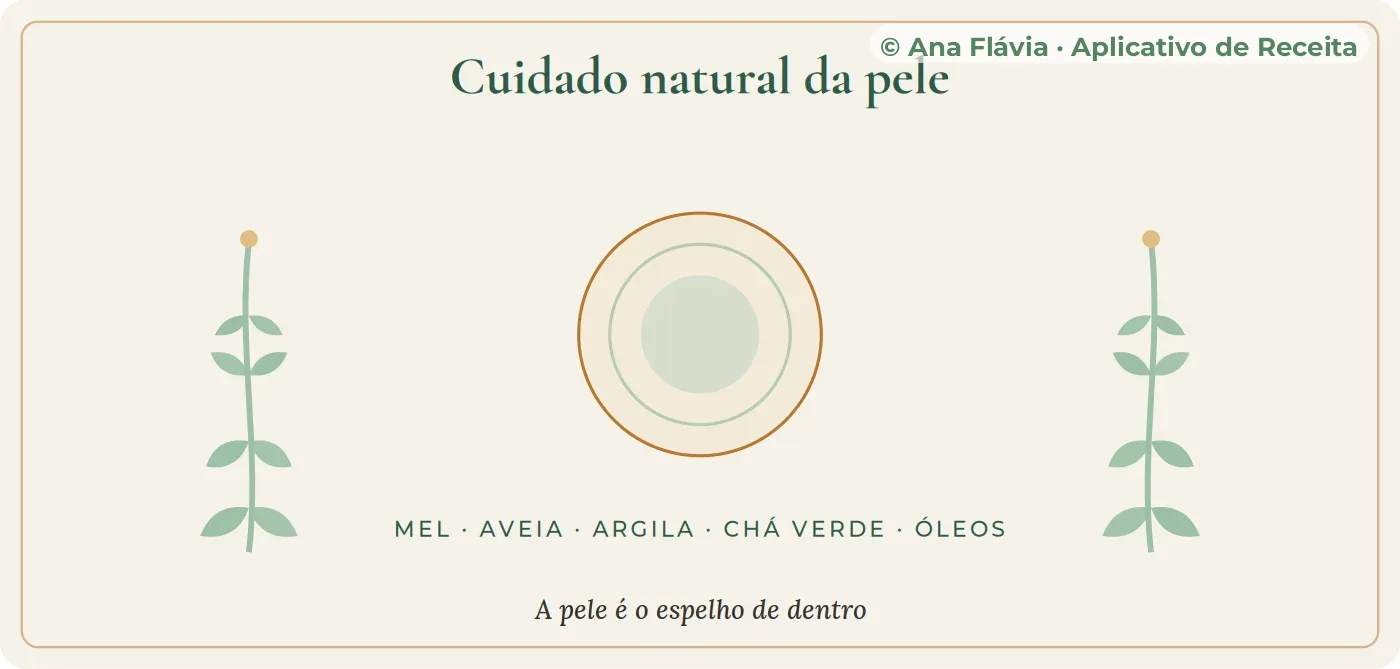 © Ana Flávia · Aplicativo de Receita
Cuidado natural da pele
MEL · AVEIA · ARGILA · CHÁ VERDE · ÓLEOS
A pele é o espelho de dentro